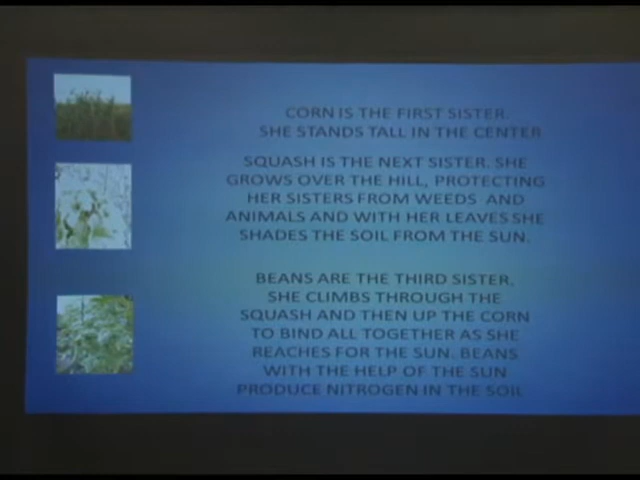 CORN IS THE FIRST SISTER.
SHE STANDS TALL IN THE CENTER
SQUASH IS THE NEXT SISTER. SHE
GROWS OVER THE HILL, PROTECTING
HER SISTERS FROM WEEDS AND
ANIMALS AND WITH HER LEAVES SHE
SHADES THE SOIL FROM THE SUN.
BEANS ARE THE THIRD SISTER.
SHE CLIMBS THROUGH THE
SQUASH AND THEN UP THE CORN
TO BIND ALL TOGETHER AS SHE
REACHES FOR THE SUN. BEANS
WITH THE HELP OF THE SUN
PRODUCE NITROGEN IN THE SOIL